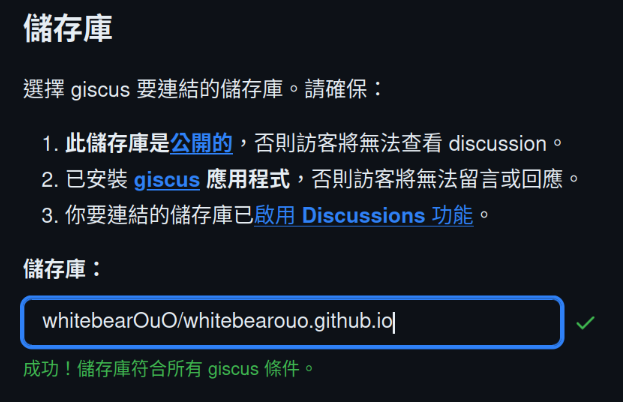 儲存庫
選擇 giscus 要連結的儲存庫。請確保：
1. 此儲存庫是公開的，否則訪客將無法查看 discussion。
2. 已安裝 giscus 應用程式，否則訪客將無法留言或回應。
3. 你要連結的儲存庫已啟用 Discussions 功能。
儲存庫：
whitebearOuO/whitebearouo.github.io
成功！儲存庫符合所有 giscus 條件。